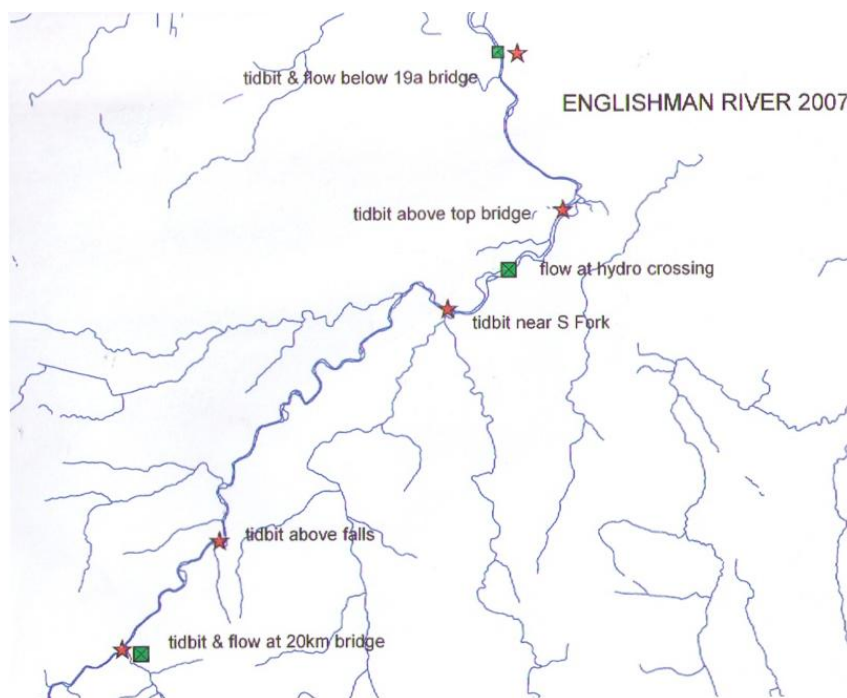 tidbit & flow below 19a bridge
ENGLISHMAN RIVER 2007
tidbit above top bridge
flow at hydro crossing
tidbit near S Fork
tidbit above falls
tidbit & flow at 20km bridge